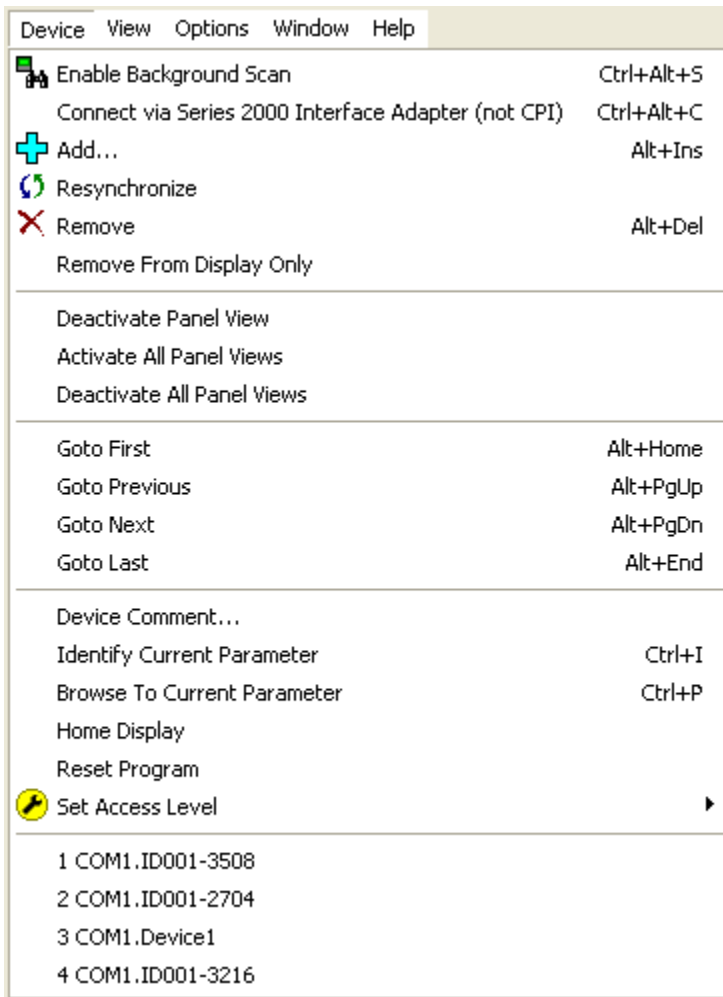 Device View Options Window Help
Enable Background Scan Ctrl+Alt+S
Connect via Series 2000 Interface Adapter (not CPI) Ctrl+Alt+C
Add... Alt+Ins
Resynchronize
Remove Alt+Del
Remove From Display Only
Deactivate Panel View
Activate All Panel Views
Deactivate All Panel Views
Goto First Alt+Home
Goto Previous Alt+PgUp
Goto Next Alt+PgDn
Goto Last Alt+End
Device Comment...
Identify Current Parameter Ctrl+I
Browse To Current Parameter Ctrl+P
Home Display
Reset Program
Set Access Level
1 COM1.ID001-3508
2 COM1.ID001-2704
3 COM1.Device1
4 COM1.ID001-3216